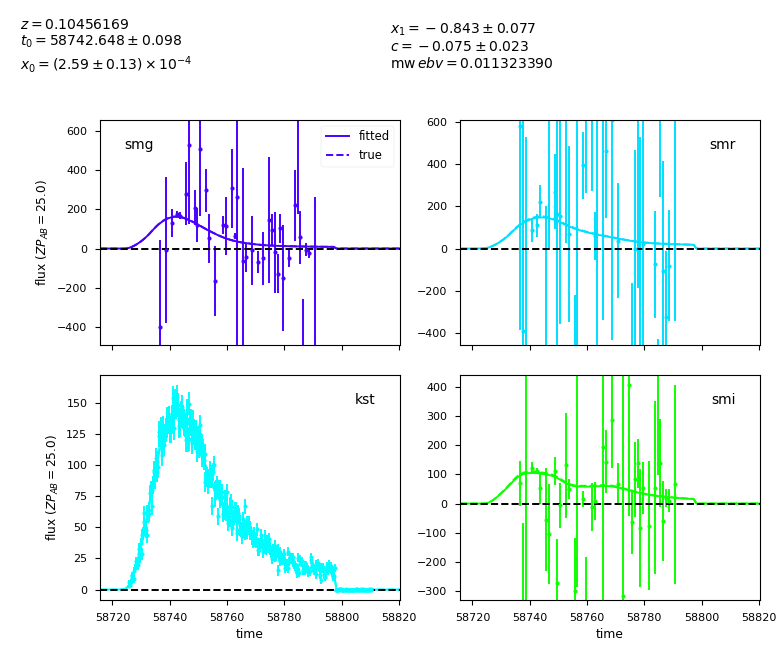 z = 0.10456169
t₀ = 58742.648 ± 0.098
x₀ = (2.59 ± 0.13) × 10⁻⁴
x₁ = −0.843 ± 0.077
c = −0.075 ± 0.023
mw ebv = 0.011323390
smg
fitted
true
600
400
200
0
−200
−400
flux (ZP_AB = 25.0)
smr
600
400
200
0
−200
−400
kst
150
125
100
75
50
25
0
flux (ZP_AB = 25.0)
58720 58740 58760 58780 58800 58820
time
smi
400
300
200
100
0
−100
−200
−300
58720 58740 58760 58780 58800 58820
time